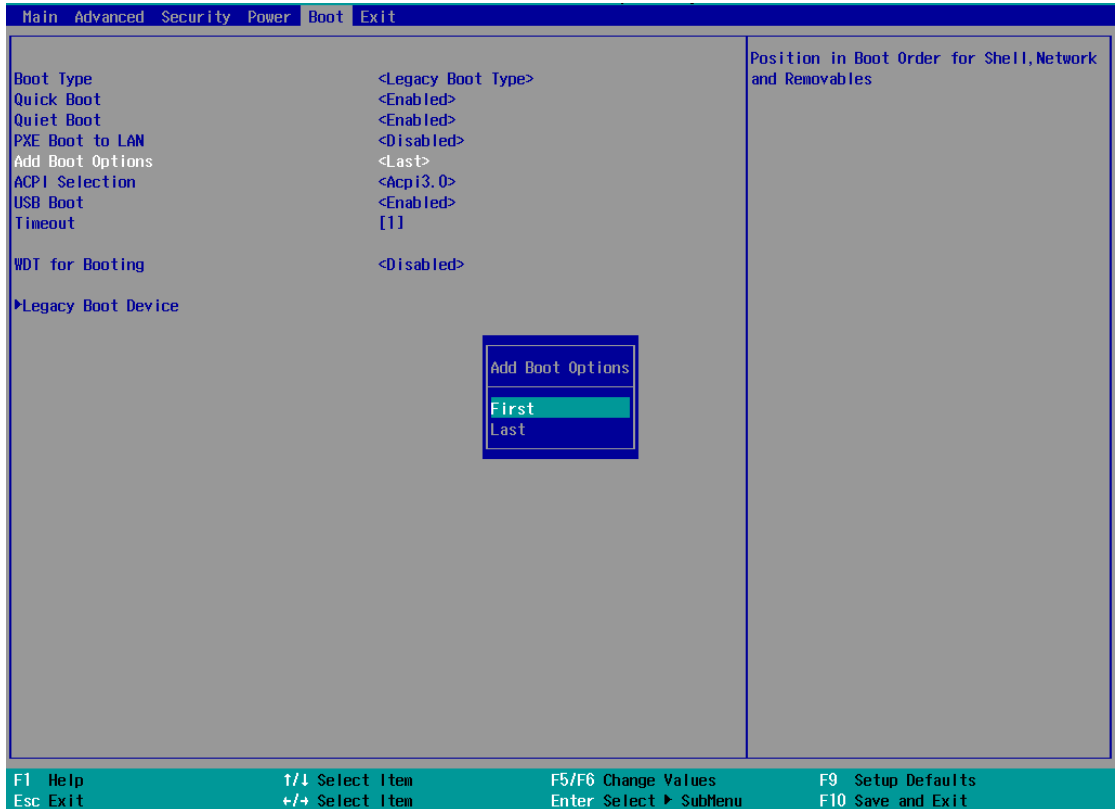 Main Advanced Security Power Boot Exit
Position in Boot Order for Shell,Network
and Removables
Boot Type <Legacy Boot Type>
Quick Boot <Enabled>
Quiet Boot <Enabled>
PXE Boot to LAN <Disabled>
Add Boot Options <Last>
ACPI Selection <Acpi3.0>
USB Boot <Enabled>
Timeout [1]
WDT for Booting <Disabled>
▶Legacy Boot Device
Add Boot Options
First
Last
F1 Help ↑/↓ Select Item F5/F6 Change Values F9 Setup Defaults
Esc Exit ←/→ Select Item Enter Select ▶ SubMenu F10 Save and Exit